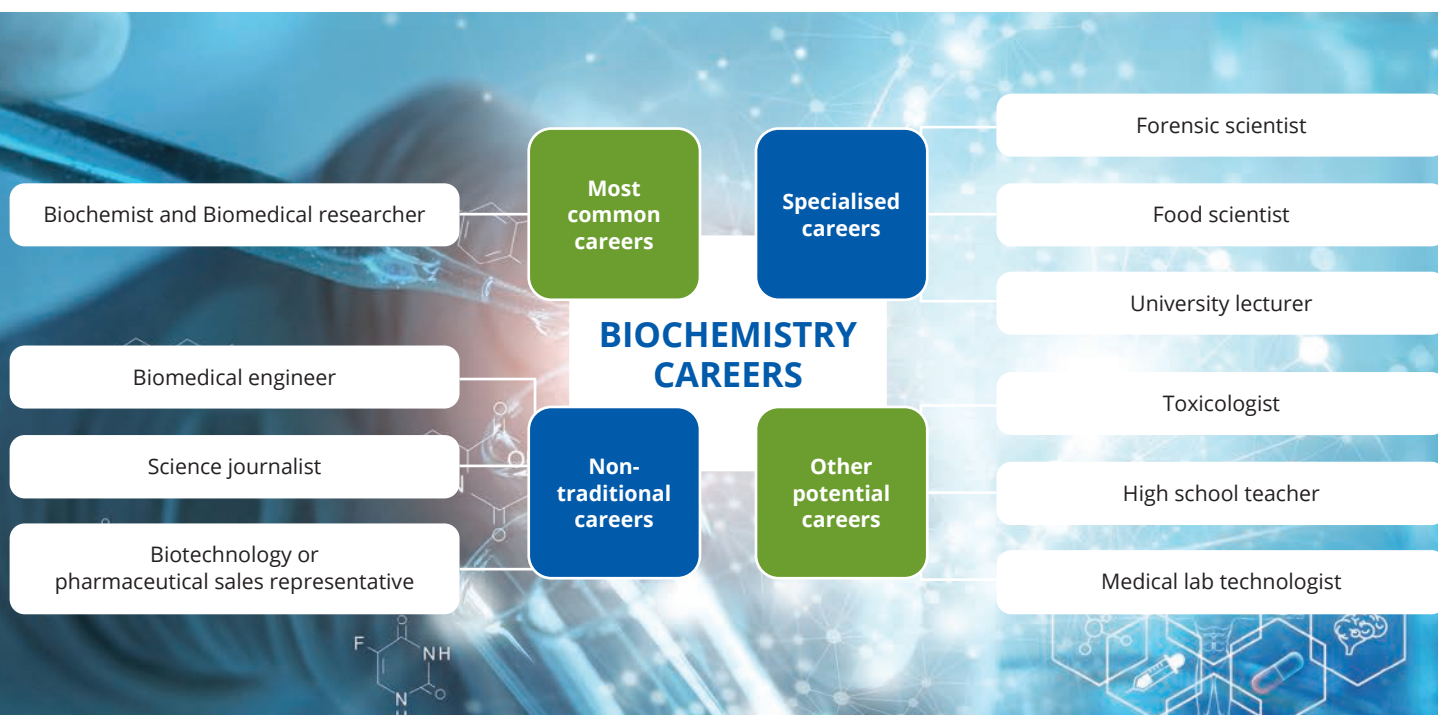 Most
common
careers
Biochemist and Biomedical researcher
Specialised
careers
Forensic scientist
Food scientist
University lecturer
BIOCHEMISTRY
CAREERS
Non-
traditional
careers
Biomedical engineer
Science journalist
Biotechnology or
pharmaceutical sales representative
Other
potential
careers
Toxicologist
High school teacher
Medical lab technologist
F
O
NH
O
N
H